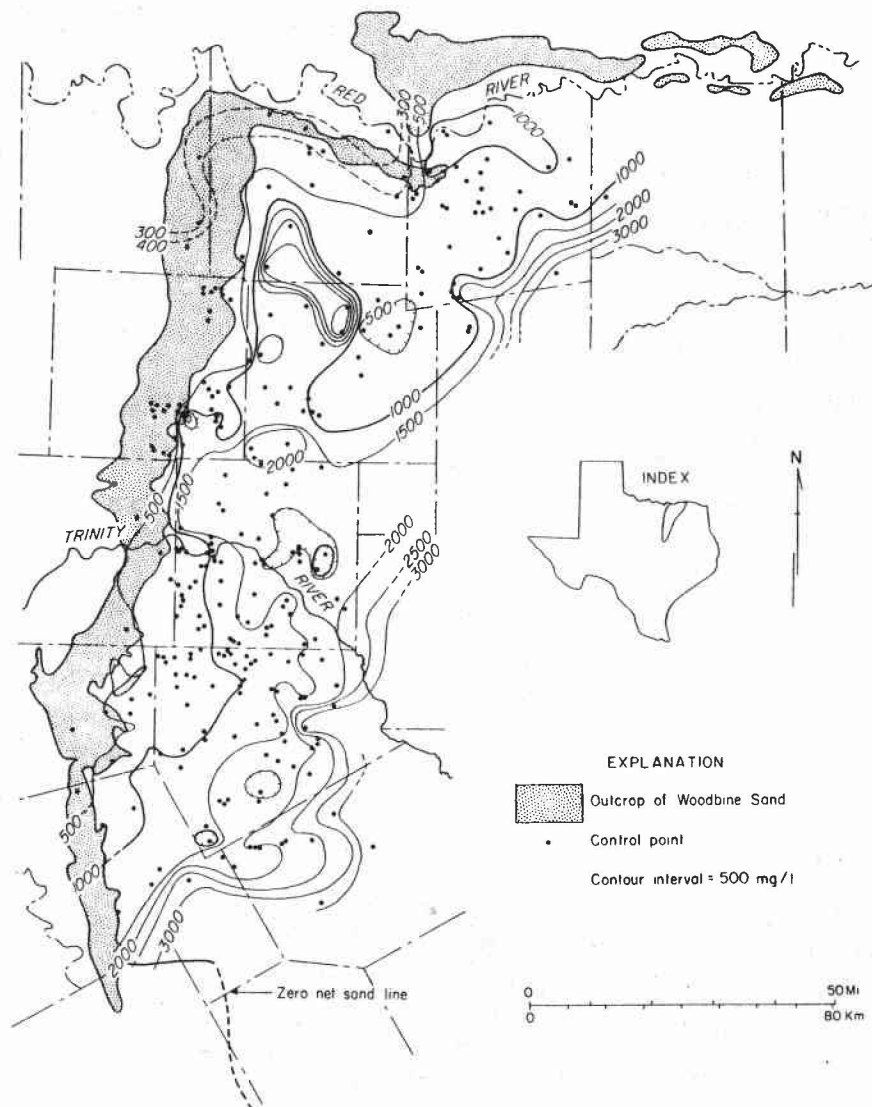 RED
RIVER
300
500
1000
1000
2000
3000
300
400
500
1000
1500
2000
500
1500
TRINITY
RIVER
2000
2500
3000
500
1000
2000
3000
Zero net sand line
INDEX
N
EXPLANATION
Outcrop of Woodbine Sand
Control point
Contour interval = 500 mg/l
0 50 Mi
0 80 Km